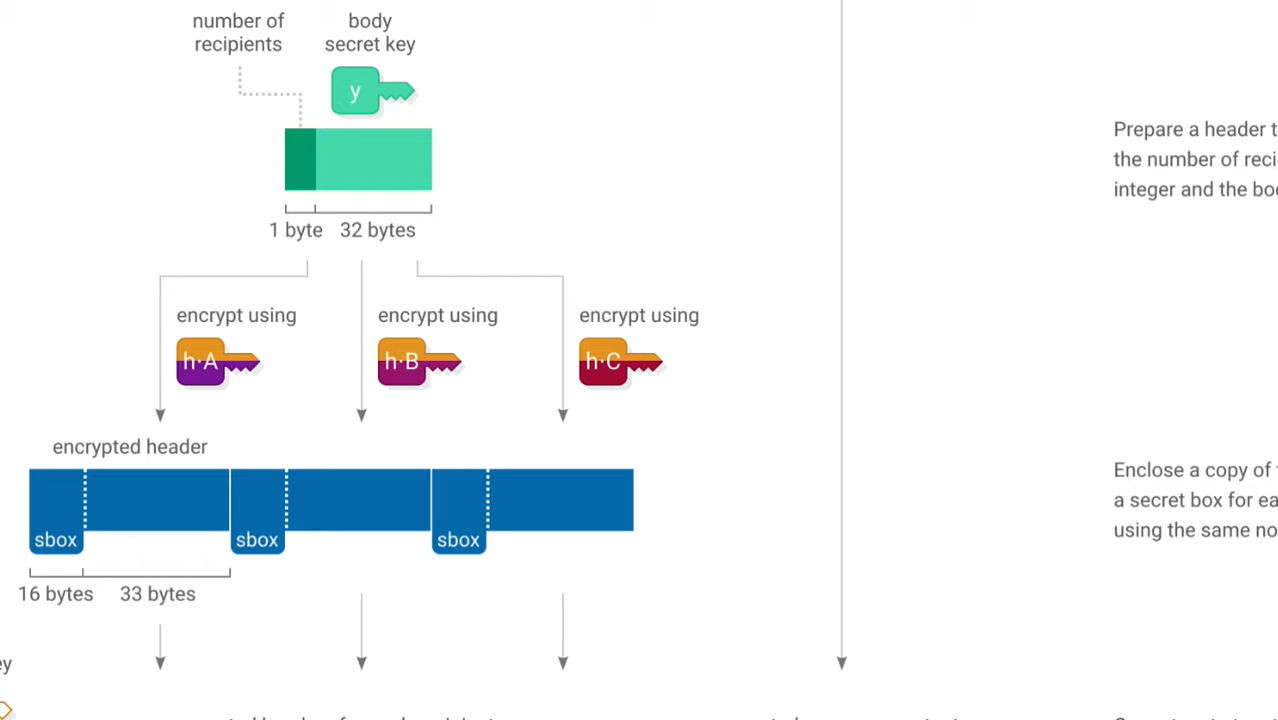 number of
recipients
body
secret key
y
1 byte
32 bytes
Prepare a header t
the number of reci
integer and the bo
encrypt using
encrypt using
encrypt using
h·A
h·B
h·C
encrypted header
sbox
sbox
sbox
16 bytes
33 bytes
Enclose a copy of
a secret box for ea
using the same no
ey